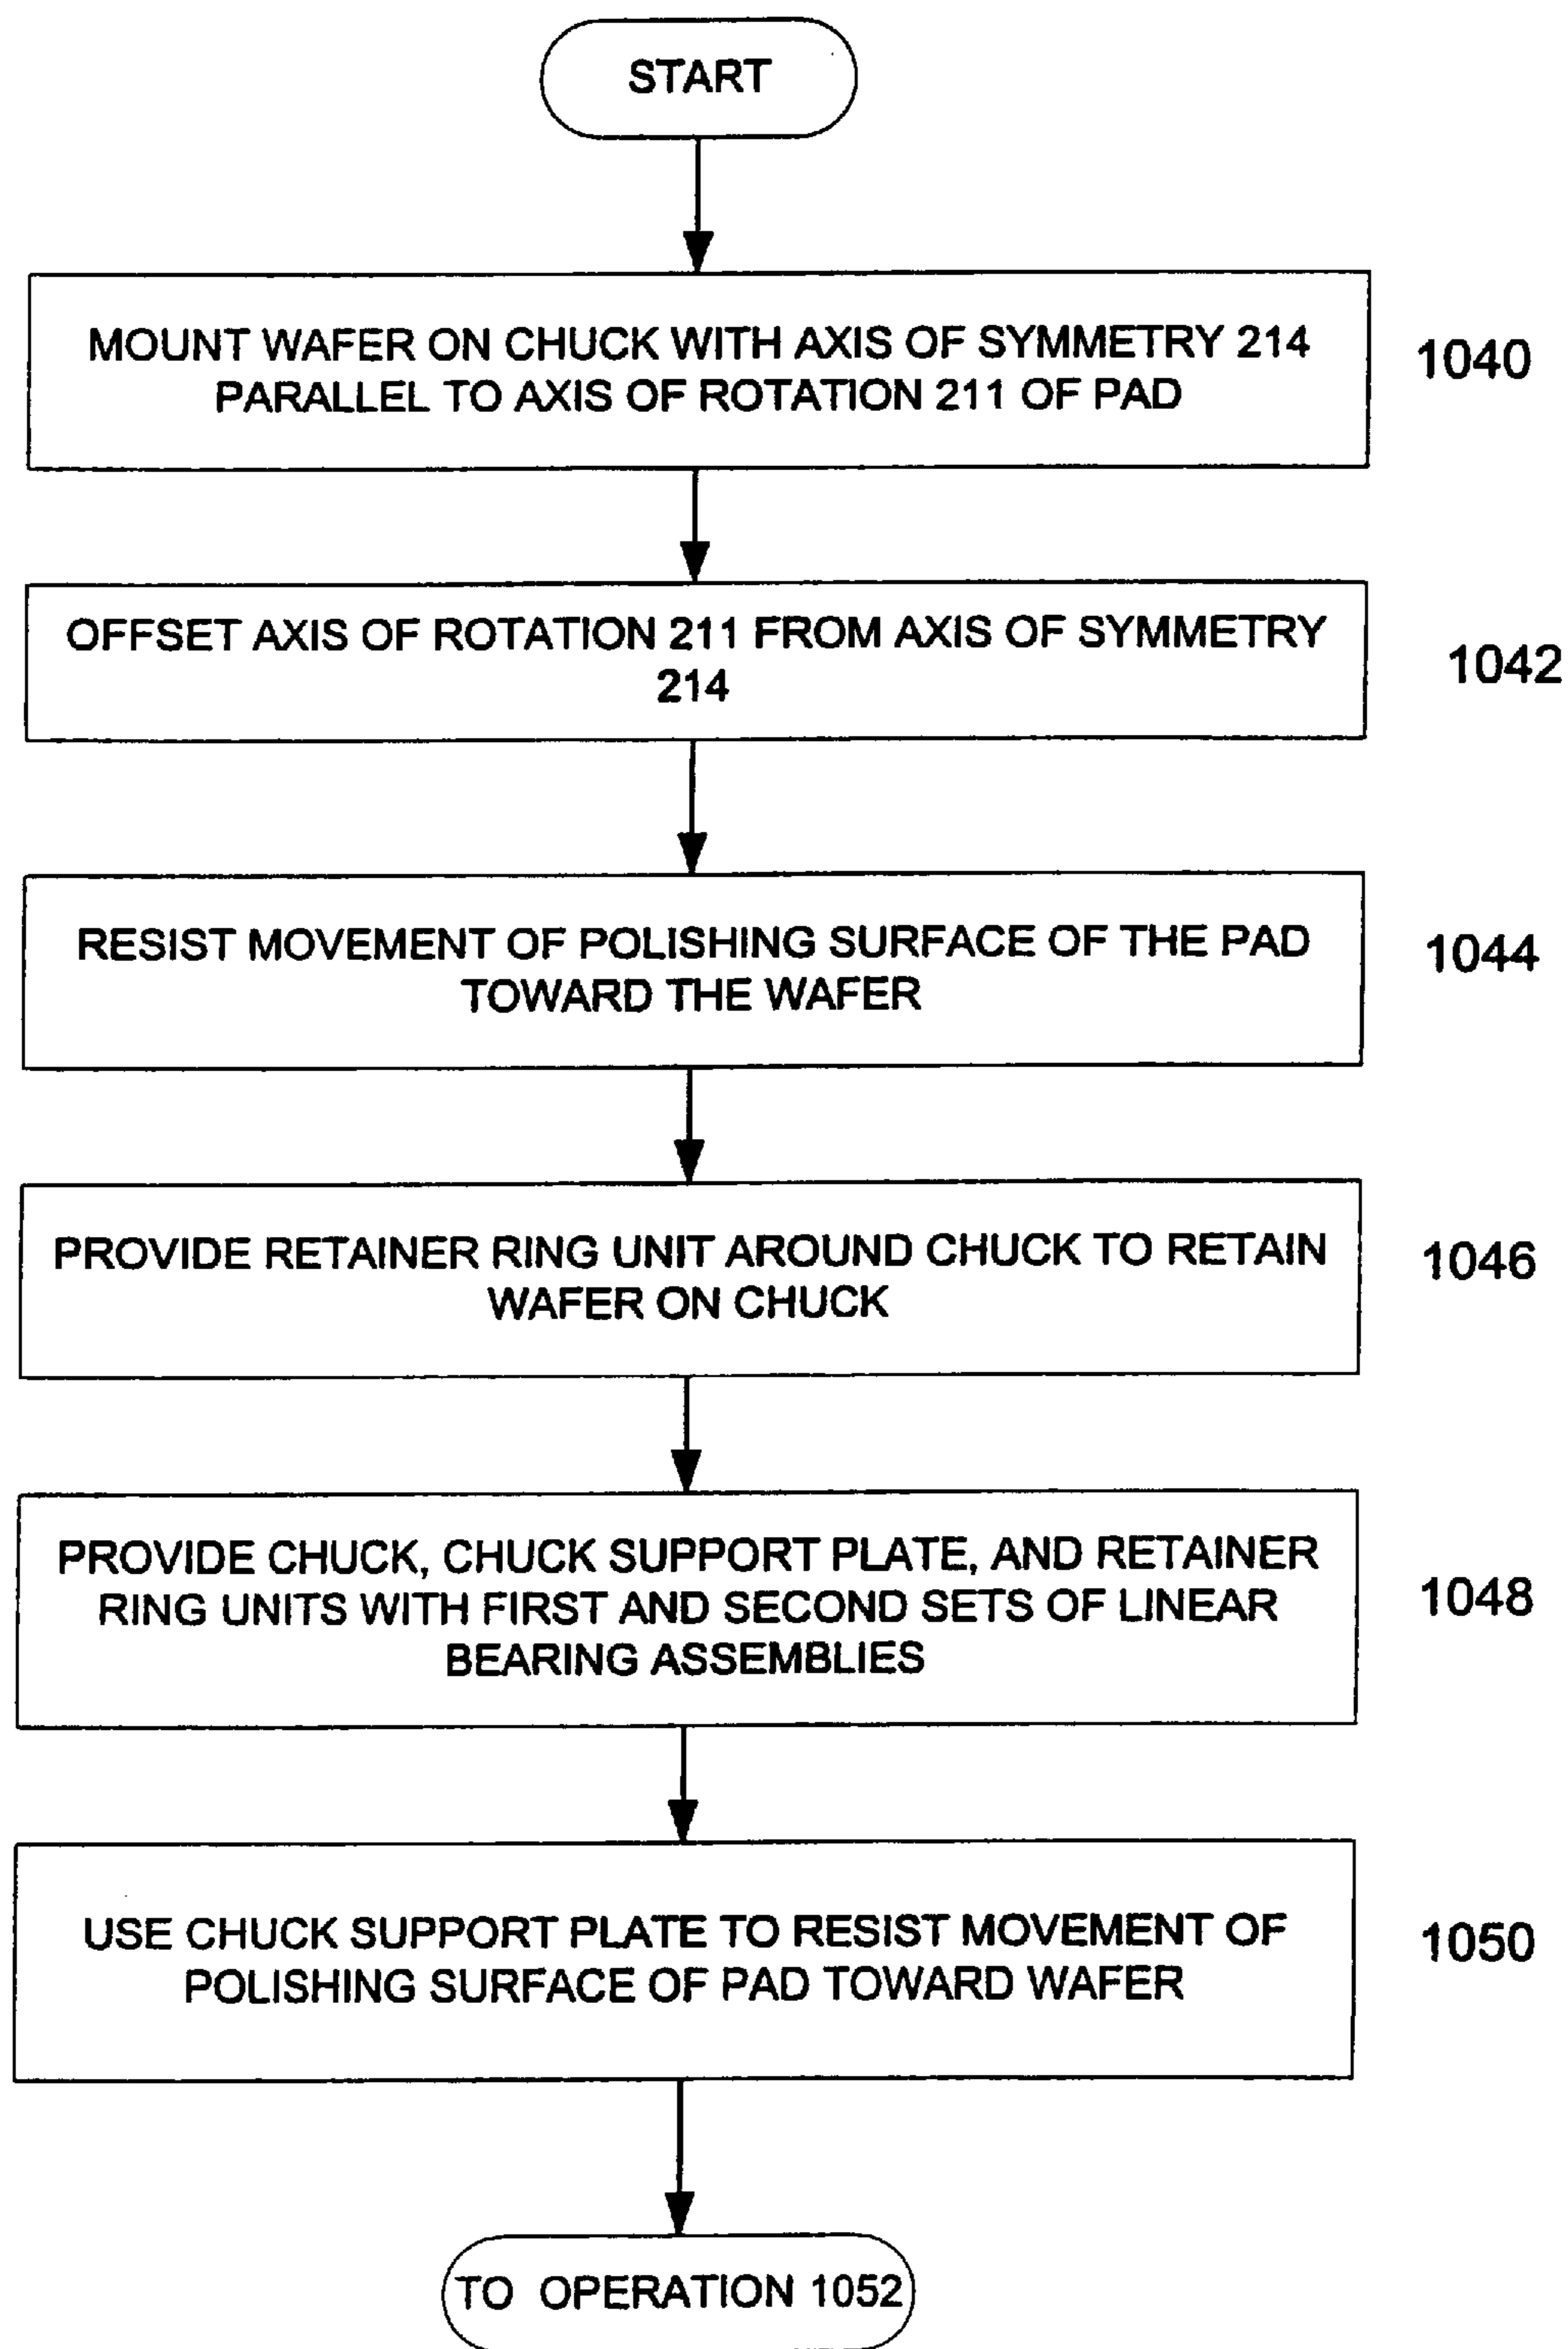 START
MOUNT WAFER ON CHUCK WITH AXIS OF SYMMETRY 214
PARALLEL TO AXIS OF ROTATION 211 OF PAD
1040
OFFSET AXIS OF ROTATION 211 FROM AXIS OF SYMMETRY
214
1042
RESIST MOVEMENT OF POLISHING SURFACE OF THE PAD
TOWARD THE WAFER
1044
PROVIDE RETAINER RING UNIT AROUND CHUCK TO RETAIN
WAFER ON CHUCK
1046
PROVIDE CHUCK, CHUCK SUPPORT PLATE, AND RETAINER
RING UNITS WITH FIRST AND SECOND SETS OF LINEAR
BEARING ASSEMBLIES
1048
USE CHUCK SUPPORT PLATE TO RESIST MOVEMENT OF
POLISHING SURFACE OF PAD TOWARD WAFER
1050
TO OPERATION 1052